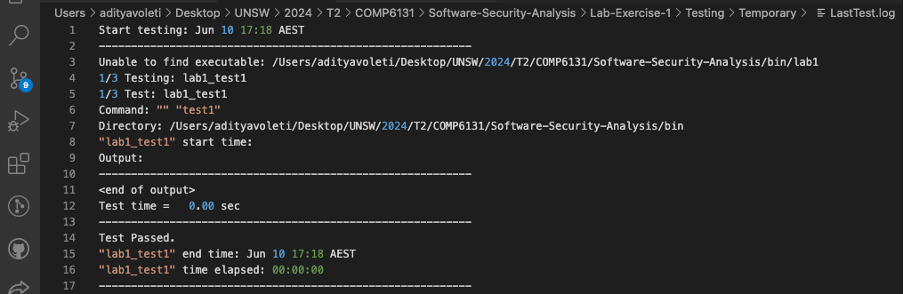 Users > adityavoleti > Desktop > UNSW > 2024 > T2 > COMP6131 > Software-Security-Analysis > Lab-Exercise-1 > Testing > Temporary > LastTest.log
9
1 Start testing: Jun 10 17:18 AEST
2 ----------------------------------------------------------
3 Unable to find executable: /Users/adityavoleti/Desktop/UNSW/2024/T2/COMP6131/Software-Security-Analysis/bin/lab1
4 1/3 Testing: lab1_test1
5 1/3 Test: lab1_test1
6 Command: "" "test1"
7 Directory: /Users/adityavoleti/Desktop/UNSW/2024/T2/COMP6131/Software-Security-Analysis/bin
8 "lab1_test1" start time:
9 Output:
10 ----------------------------------------------------------
11 <end of output>
12 Test time =   0.00 sec
13 ----------------------------------------------------------
14 Test Passed.
15 "lab1_test1" end time: Jun 10 17:18 AEST
16 "lab1_test1" time elapsed: 00:00:00
17 ----------------------------------------------------------